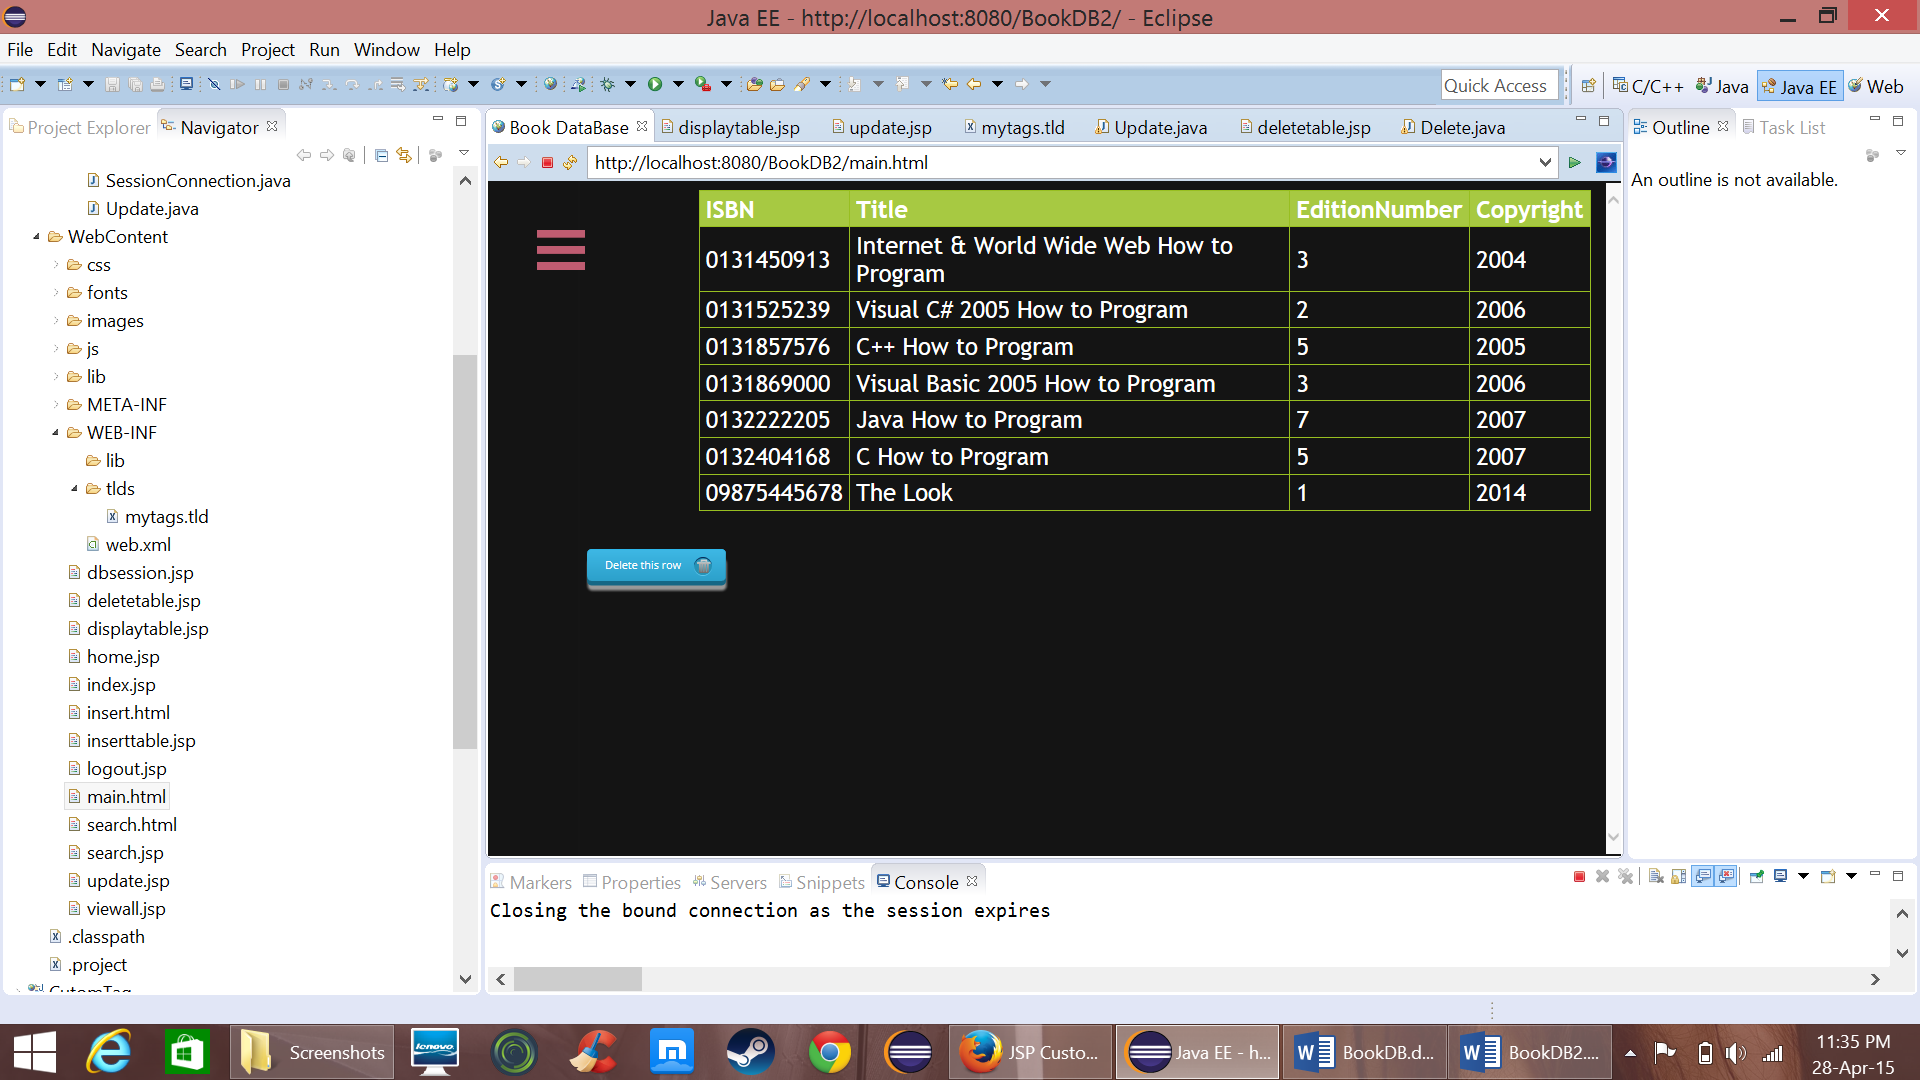 Java EE - http://localhost:8080/BookDB2/ - Eclipse
File Edit Navigate Search Project Run Window Help
Quick Access
C/C++ Java Java EE Web
Project Explorer Navigator
SessionConnection.java
Update.java
WebContent
css
fonts
images
js
lib
META-INF
WEB-INF
lib
tlds
mytags.tld
web.xml
dbsession.jsp
deletetable.jsp
displaytable.jsp
home.jsp
index.jsp
insert.html
inserttable.jsp
logout.jsp
main.html
search.html
search.jsp
update.jsp
viewall.jsp
.classpath
.project
CutomTag
Book DataBase displaytable.jsp update.jsp mytags.tld Update.java deletetable.jsp Delete.java
http://localhost:8080/BookDB2/main.html
ISBN Title EditionNumber Copyright
0131450913 Internet & World Wide Web How to Program 3 2004
0131525239 Visual C# 2005 How to Program 2 2006
0131857576 C++ How to Program 5 2005
0131869000 Visual Basic 2005 How to Program 3 2006
0132222205 Java How to Program 7 2007
0132404168 C How to Program 5 2007
09875445678 The Look 1 2014
Delete this row
Outline Task List
An outline is not available.
Markers Properties Servers Snippets Console
Closing the bound connection as the session expires
Screenshots
lenovo
JSP Custo...
Java EE - h...
BookDB.d...
BookDB2....
11:35 PM
28-Apr-15